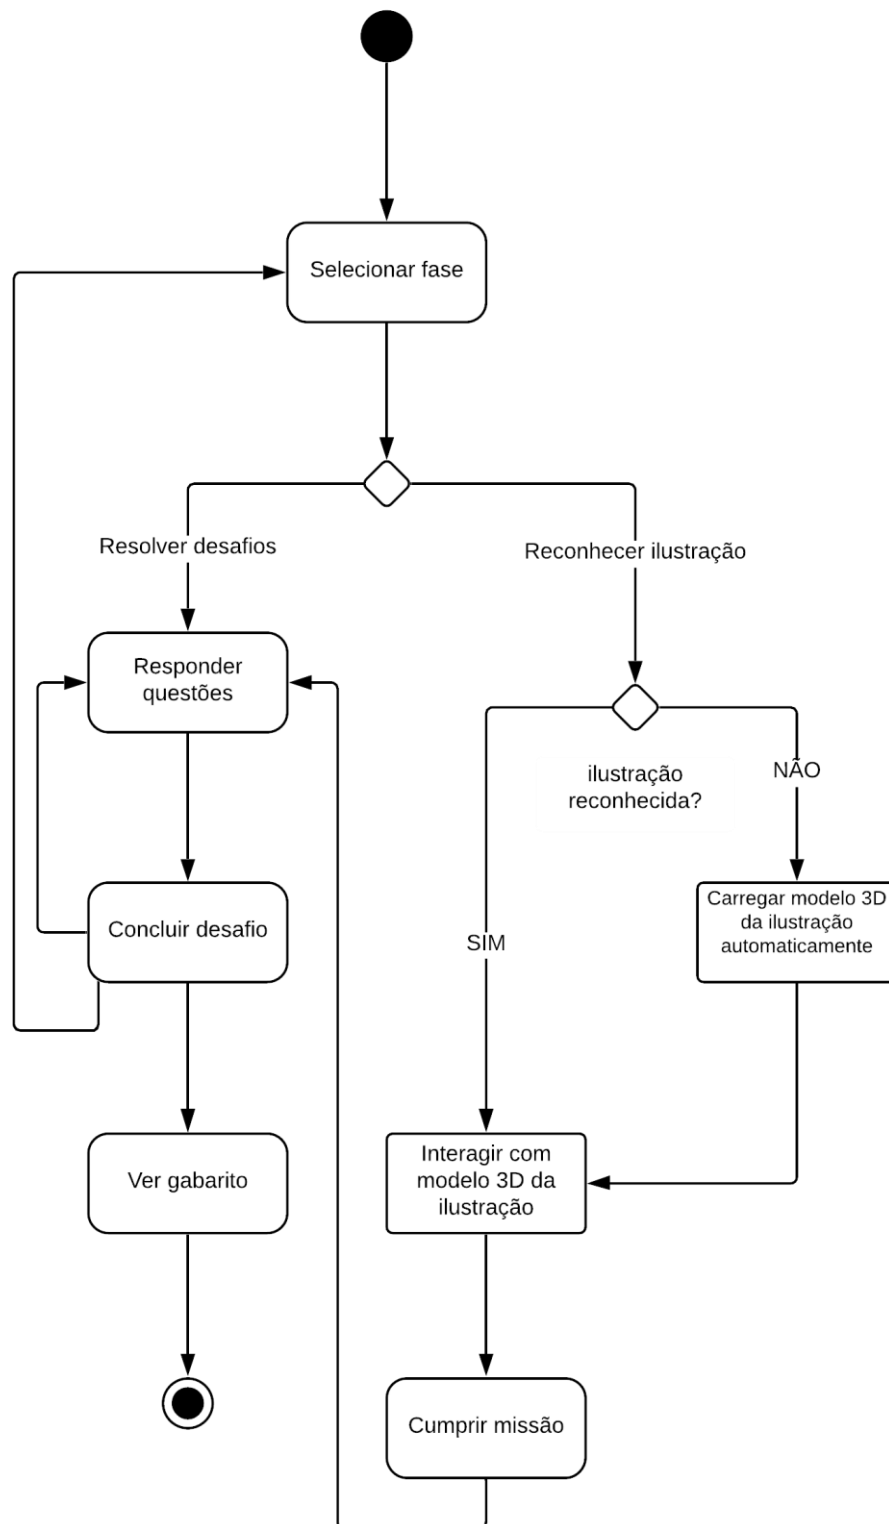 Selecionar fase
Resolver desafios
Reconhecer ilustração
Responder
questões
ilustração
reconhecida?
NÃO
Carregar modelo 3D
da ilustração
automaticamente
Concluir desafio
SIM
Ver gabarito
Interagir com
modelo 3D da
ilustração
Cumprir missão